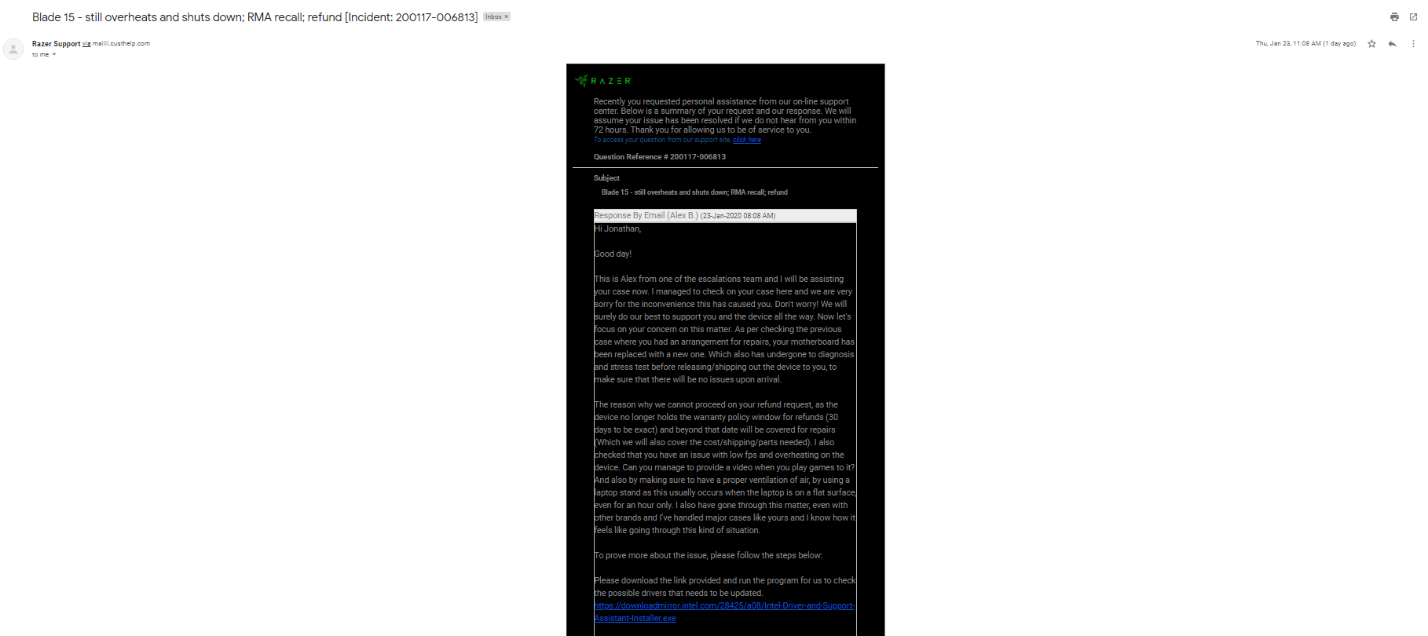 Blade 15 - still overheats and shuts down; RMA recall; refund [Incident: 200117-006813] Inbox ×
Razer Support via mailiii.custhelp.com Thu, Jan 23, 11:08 AM (1 day ago)
to me
RAZER
Recently you requested personal assistance from our on-line support
center. Below is a summary of your request and our response. We will
assume your issue has been resolved if we do not hear from you within
72 hours. Thank you for allowing us to be of service to you.
To access your question from our support site, click here
Question Reference # 200117-006813
Subject
Blade 15 - still overheats and shuts down; RMA recall; refund
Response By Email (Alex B.) (23-Jan-2020 08:08 AM)
Hi Jonathan,
Good day!
This is Alex from one of the escalations team and I will be assisting
your case now. I managed to check on your case here and we are very
sorry for the inconvenience this has caused you. Don't worry! We will
surely do our best to support you and the device all the way. Now let's
focus on your concern on this matter. As per checking the previous
case where you had an arrangement for repairs, your motherboard has
been replaced with a new one. Which also has undergone to diagnosis
and stress test before releasing/shipping out the device to you, to
make sure that there will be no issues upon arrival.
The reason why we cannot proceed on your refund request, as the
device no longer holds the warranty policy window for refunds (30
days to be exact) and beyond that date will be covered for repairs
(Which we will also cover the cost/shipping/parts needed). I also
checked that you have an issue with low fps and overheating on the
device. Can you manage to provide a video when you play games to it?
And also by making sure to have a proper ventilation of air, by using a
laptop stand as this usually occurs when the laptop is on a flat surface,
even for an hour only. I also have gone through this matter, even with
other brands and I've handled major cases like yours and I know how it
feels like going through this kind of situation.
To prove more about the issue, please follow the steps below:
Please download the link provided and run the program for us to check
the possible drivers that needs to be updated.
https://downloadmirror.intel.com/28425/a08/Intel-Driver-and-Support-
Assistant-Installer.exe